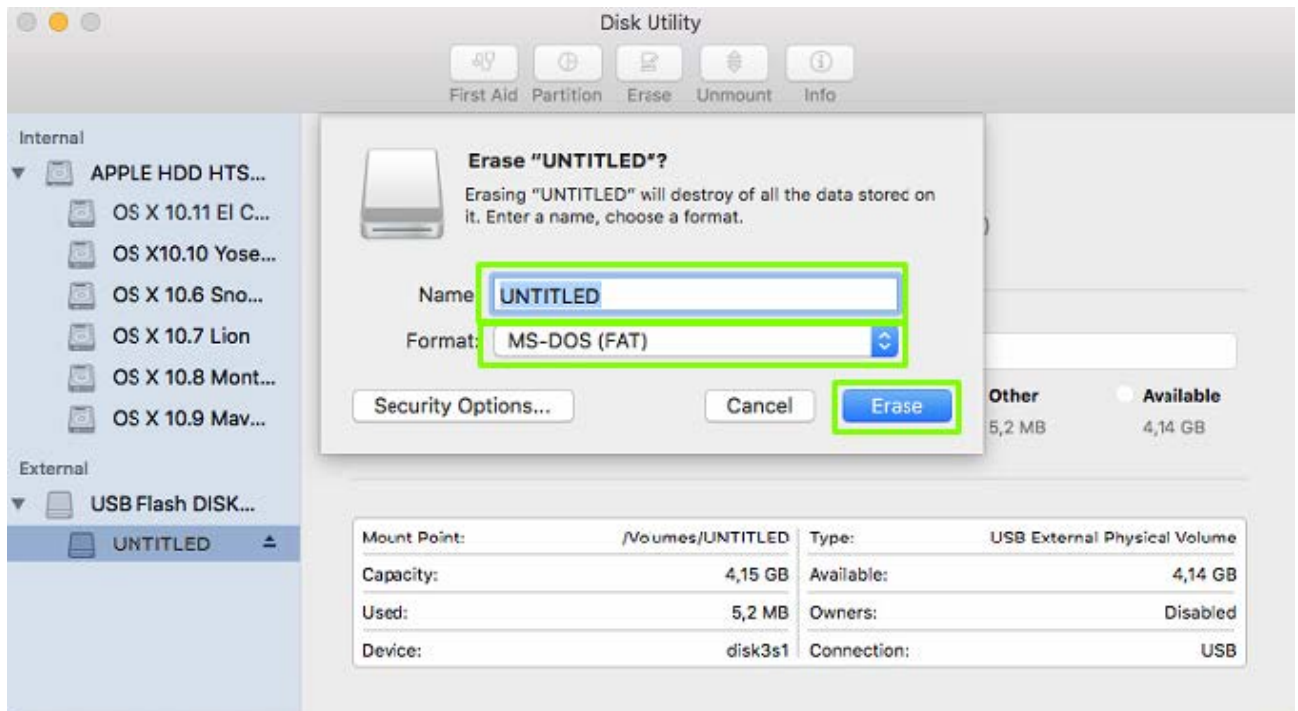 Disk Utility
First Aid Partition Erase Unmount Info
Internal
APPLE HDD HTS...
OS X 10.11 El C...
OS X10.10 Yose...
OS X 10.6 Sno...
OS X 10.7 Lion
OS X 10.8 Mont...
OS X 10.9 Mav...
External
USB Flash DISK...
UNTITLED
Erase “UNTITLED”?
Erasing “UNTITLED” will destroy of all the data stored on
it. Enter a name, choose a format.
Name
UNTITLED
Format:
MS-DOS (FAT)
Security Options...
Cancel
Erase
)
Other Available
5,2 MB 4,14 GB
Mount Point: /Volumes/UNTITLED Type: USB External Physical Volume
Capacity: 4,15 GB Available: 4,14 GB
Used: 5,2 MB Owners: Disabled
Device: disk3s1 Connection: USB